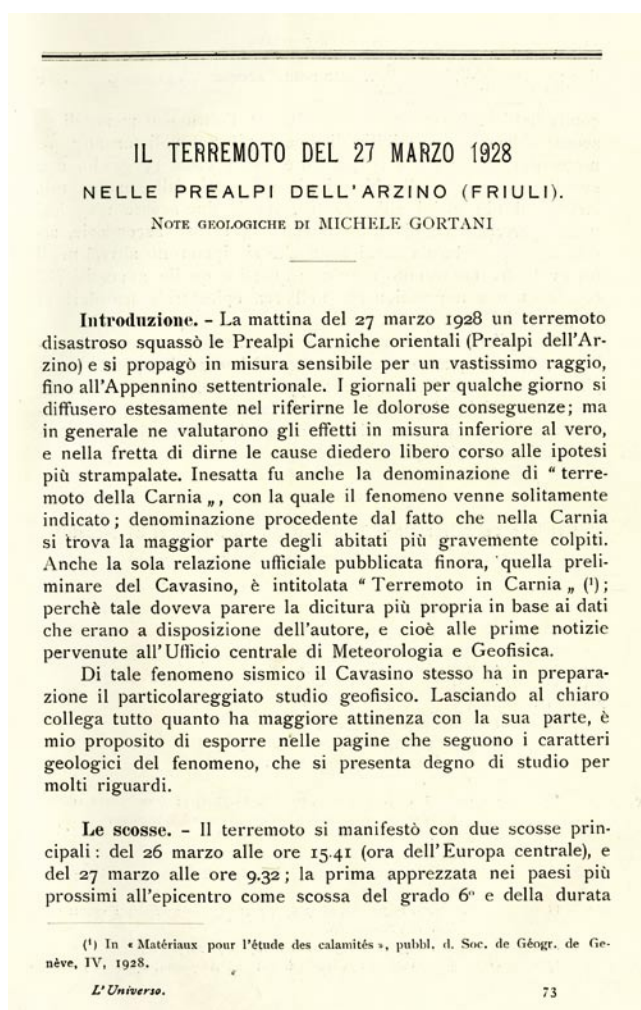 IL TERREMOTO DEL 27 MARZO 1928
NELLE PREALPI DELL'ARZINO (FRIULI).
NOTE GEOLOGICHE DI MICHELE GORTANI
Introduzione. - La mattina del 27 marzo 1928 un terremoto
disastroso squassò le Prealpi Carniche orientali (Prealpi dell'Ar-
zino) e si propagò in misura sensibile per un vastissimo raggio,
fino all'Appennino settentrionale. I giornali per qualche giorno si
diffusero estesamente nel riferirne le dolorose conseguenze; ma
in generale ne valutarono gli effetti in misura inferiore al vero,
e nella fretta di dirne le cause diedero libero corso alle ipotesi
più strampalate. Inesatta fu anche la denominazione di " terre-
moto della Carnia „, con la quale il fenomeno venne solitamente
indicato ; denominazione procedente dal fatto che nella Carnia
si trova la maggior parte degli abitati più gravemente colpiti.
Anche la sola relazione ufficiale pubblicata finora, quella preli-
minare del Cavasino, è intitolata " Terremoto in Carnia „ (¹) ;
perchè tale doveva parere la dicitura più propria in base ai dati
che erano a disposizione dell'autore, e cioè alle prime notizie
pervenute all'Ufficio centrale di Meteorologia e Geofisica.
Di tale fenomeno sismico il Cavasino stesso ha in prepara-
zione il particolareggiato studio geofisico. Lasciando al chiaro
collega tutto quanto ha maggiore attinenza con la sua parte, è
mio proposito di esporre nelle pagine che seguono i caratteri
geologici del fenomeno, che si presenta degno di studio per
molti riguardi.
Le scosse. - Il terremoto si manifestò con due scosse prin-
cipali : del 26 marzo alle ore 15.41 (ora dell'Europa centrale), e
del 27 marzo alle ore 9.32 ; la prima apprezzata nei paesi più
prossimi all'epicentro come scossa del grado 6º e della durata
(¹) In « Matériaux pour l'étude des calamités », pubbl. d. Soc. de Géogr. de Ge-
nève, IV, 1928.
L'Universo.
73